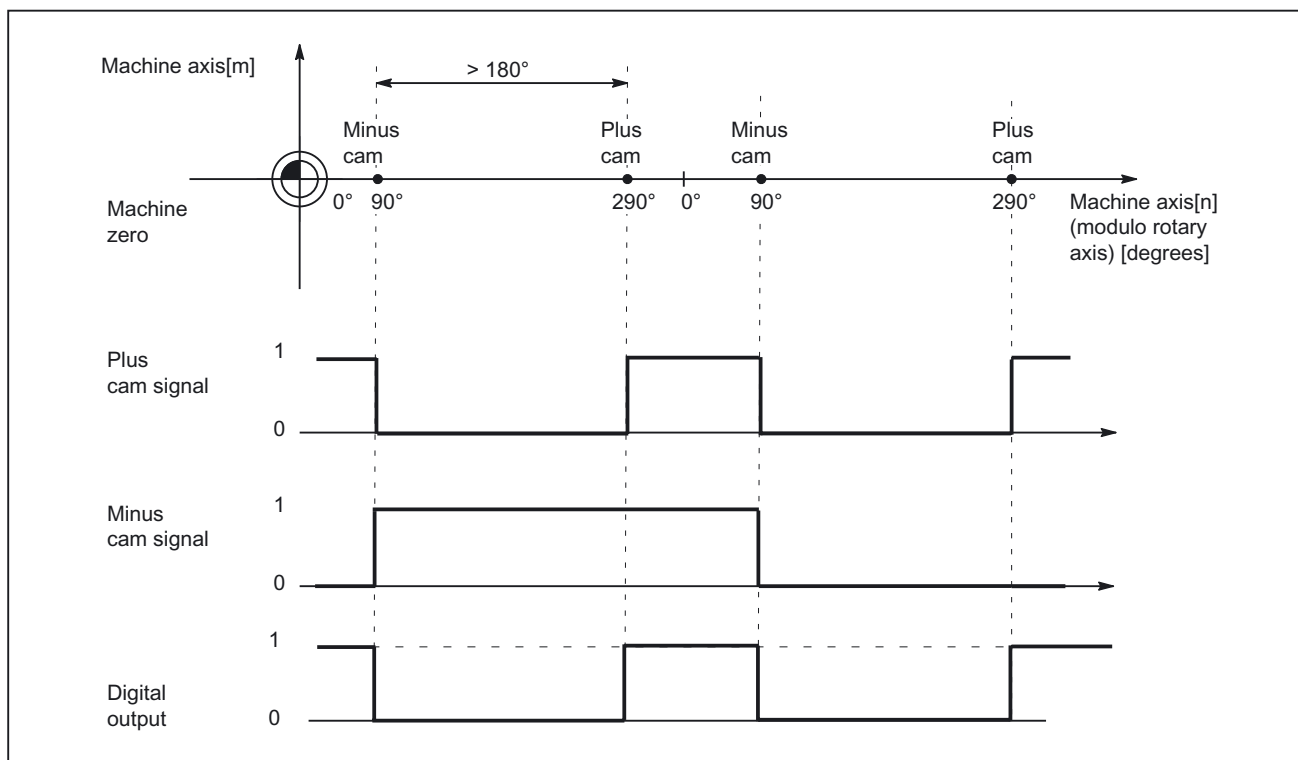 Machine axis[m]
> 180°
Minus
cam
Plus
cam
Minus
cam
Plus
cam
0° 90° 290° 0° 90° 290°
Machine
zero
Machine axis[n]
(modulo rotary
axis) [degrees]
Plus
cam signal
1
0
Minus
cam signal
1
0
Digital
output
1
0